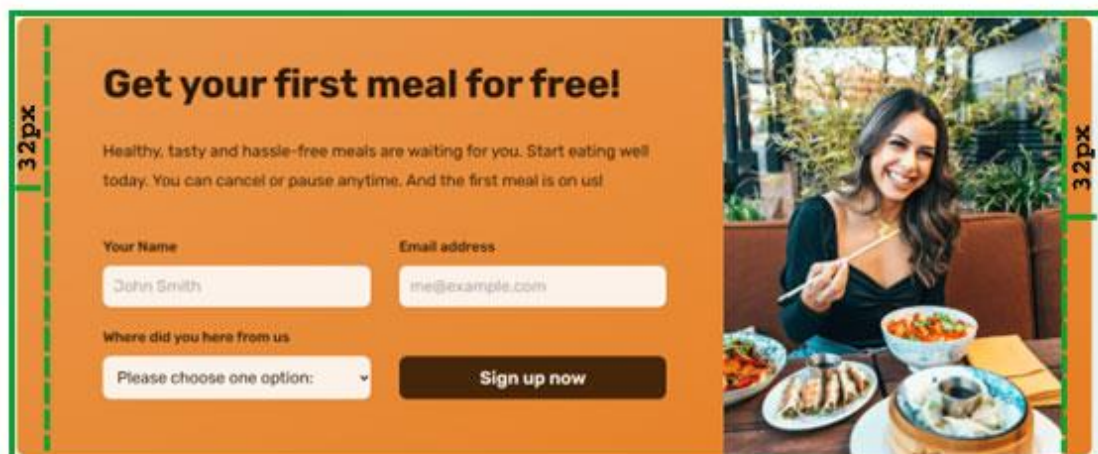 Get your first meal for free!
32px
32px
Healthy, tasty and hassle-free meals are waiting for you. Start eating well
today. You can cancel or pause anytime. And the first meal is on us!
Your Name
Email address
John Smith
me@example.com
Where did you here from us
Please choose one option:
Sign up now